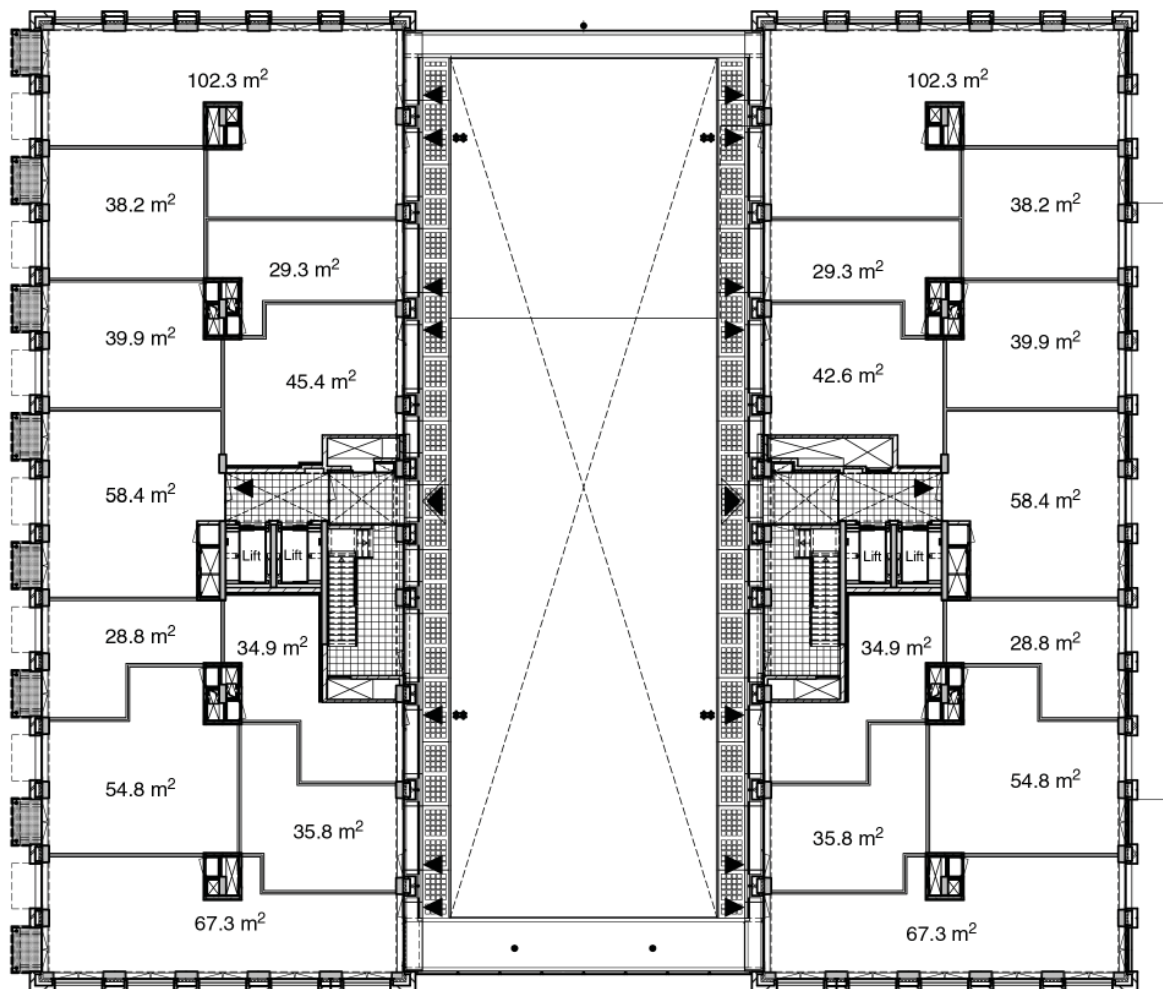 102.3 m²
102.3 m²
38.2 m²
38.2 m²
29.3 m²
29.3 m²
39.9 m²
39.9 m²
45.4 m²
42.6 m²
58.4 m²
58.4 m²
Lift
Lift
Lift
Lift
28.8 m²
34.9 m²
34.9 m²
28.8 m²
54.8 m²
54.8 m²
35.8 m²
35.8 m²
67.3 m²
67.3 m²